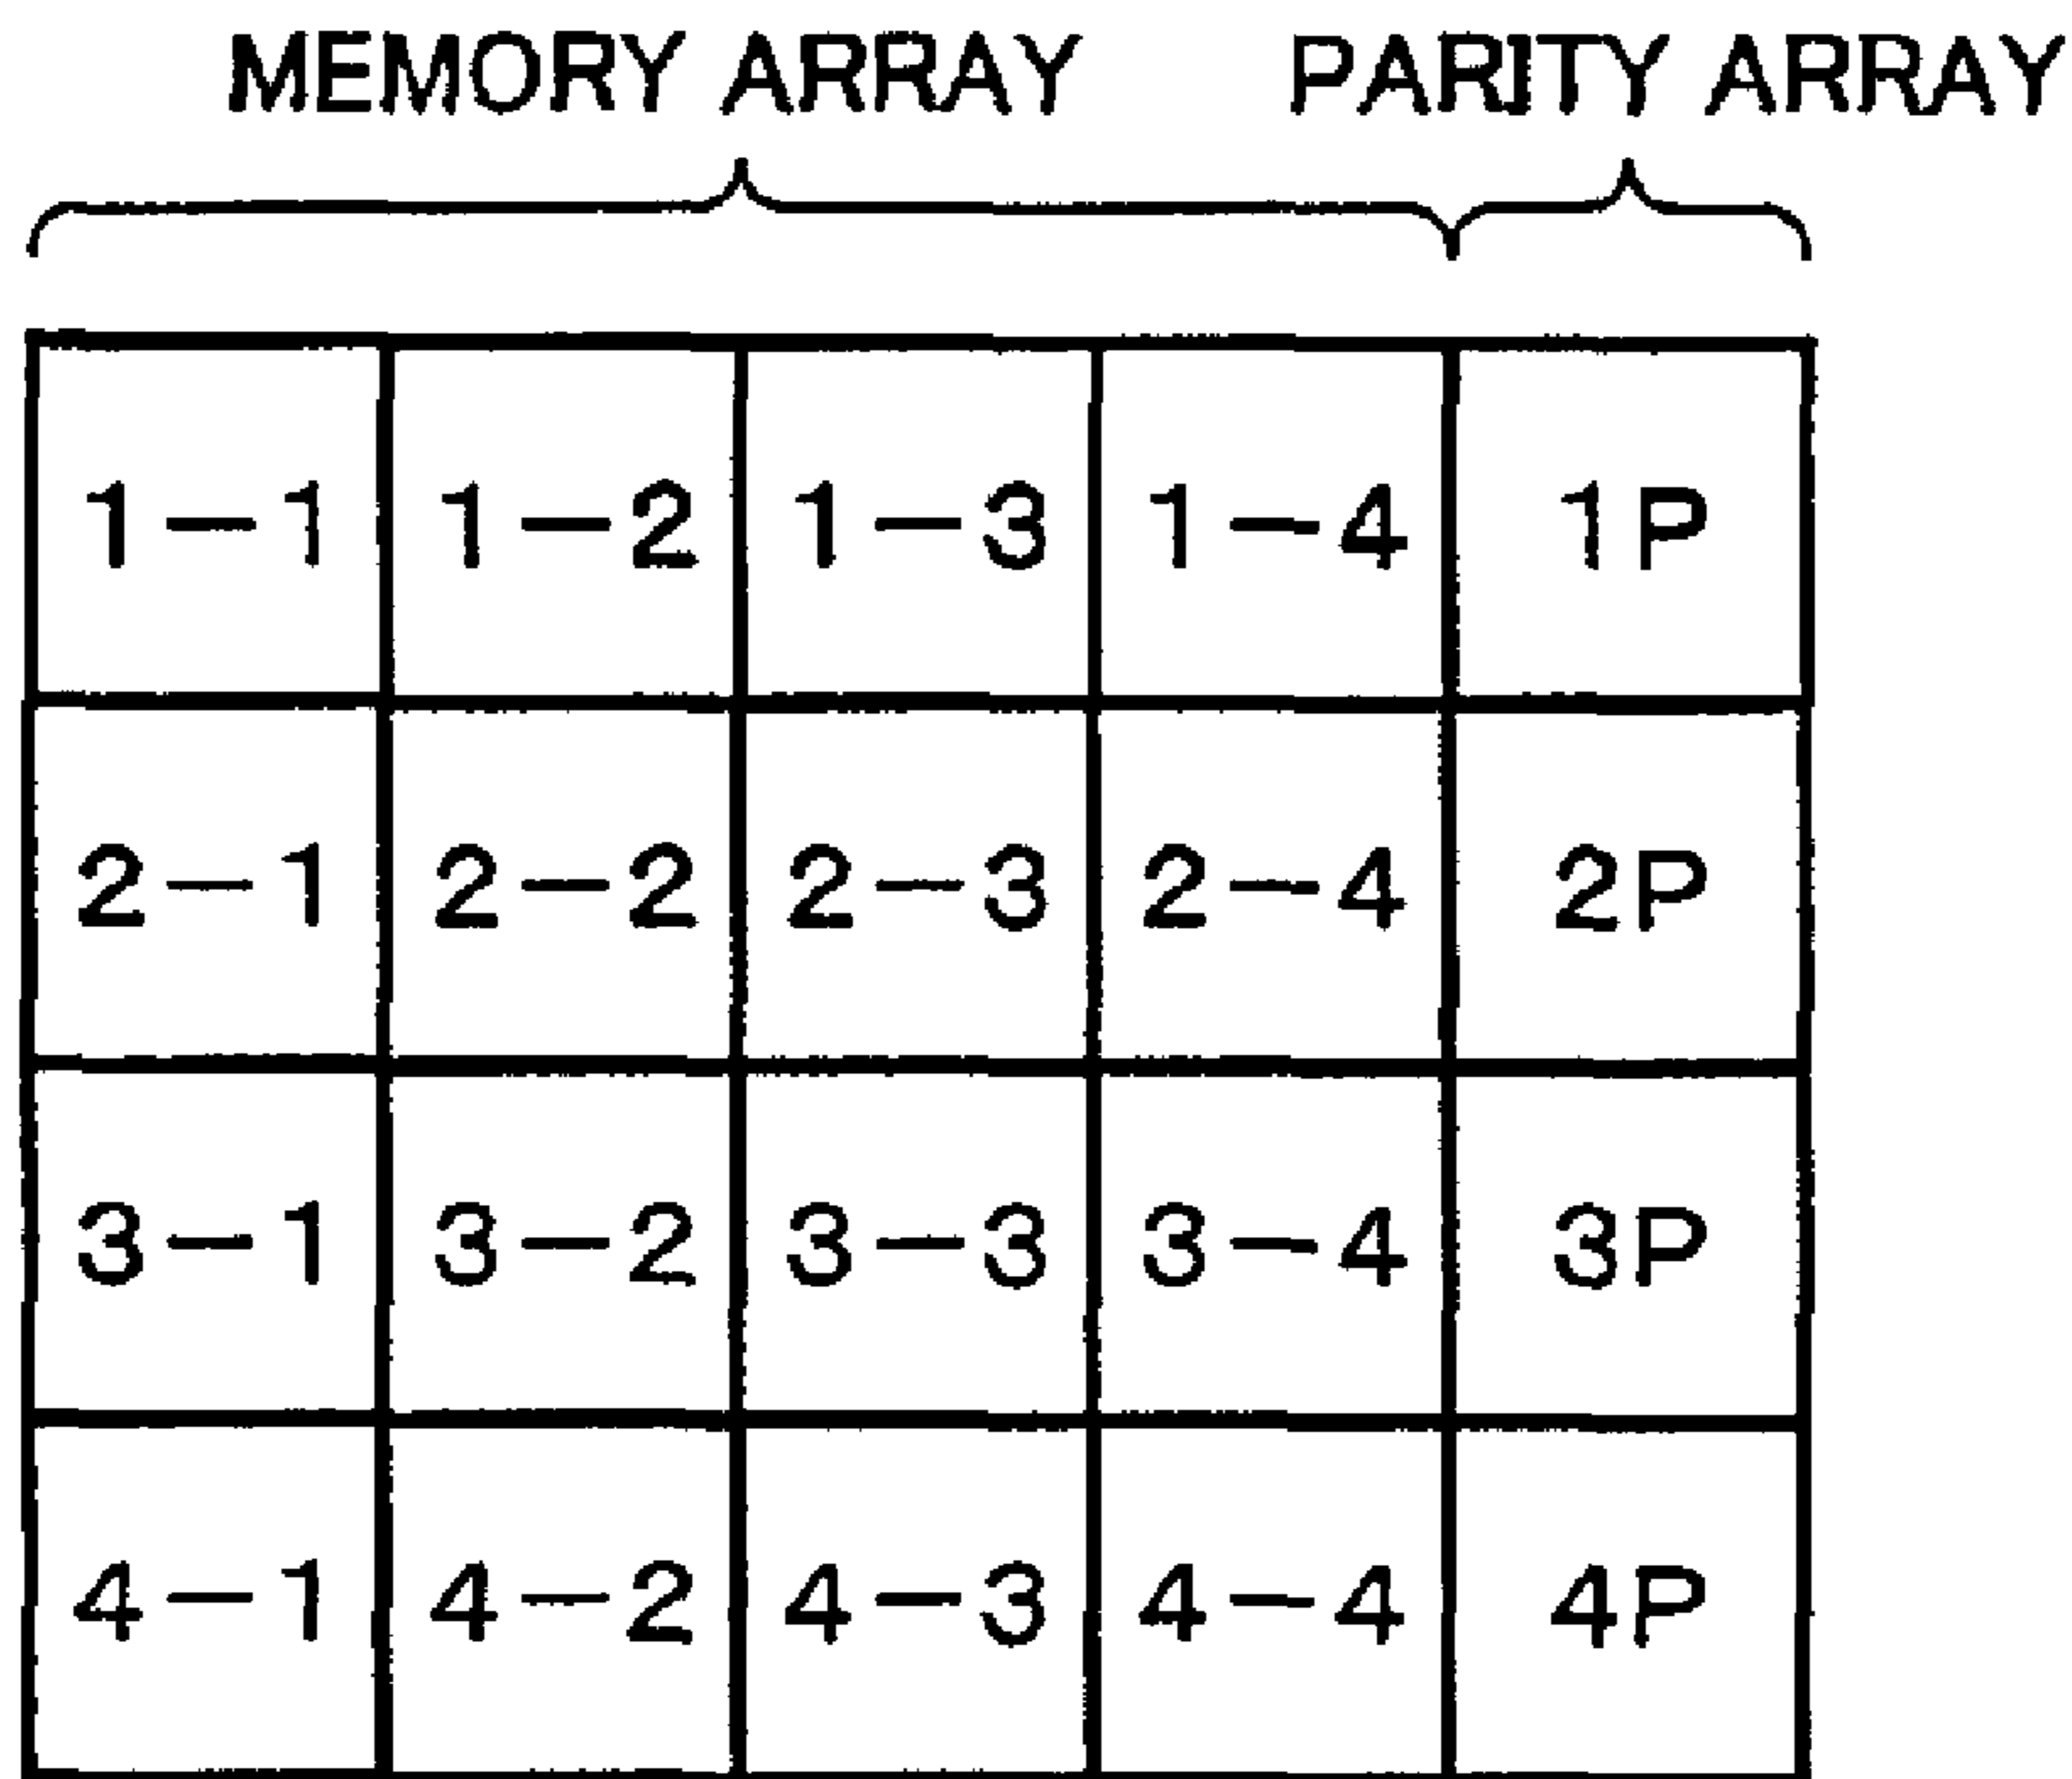 MEMORY ARRAY PARITY ARRAY
1-1 1-2 1-3 1-4 1P
2-1 2-2 2-3 2-4 2P
3-1 3-2 3-3 3-4 3P
4-1 4-2 4-3 4-4 4P